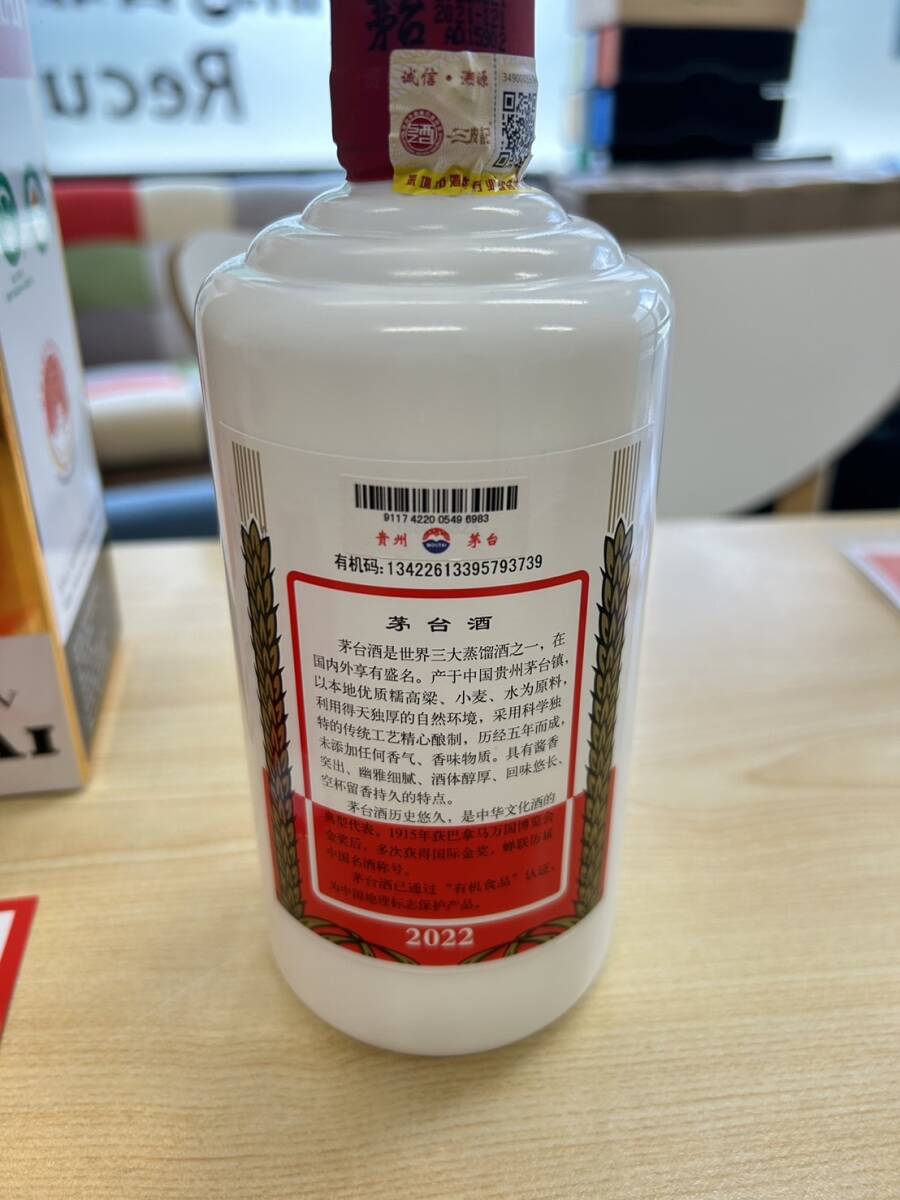 Recu
茅台
诚信·溯源
贵州 茅台
MOUTAI
9117 4220 0549 6983
有机码:13422613395793739
茅台酒
茅台酒是世界三大蒸馏酒之一，在
国内外享有盛名。产于中国贵州茅台镇，
以本地优质糯高粱、小麦、水为原料，
利用得天独厚的自然环境，采用科学独
特的传统工艺精心酿制，历经五年而成，
未添加任何香气、香味物质。具有酱香
突出、幽雅细腻、酒体醇厚、回味悠长、
空杯留香持久的特点。
茅台酒历史悠久，是中华文化酒的
典型代表。1915年获巴拿马万国博览会
金奖后，多次获得国际金奖，蝉联历届
中国名酒称号。
茅台酒已通过“有机食品”认证，
为中国地理标志保护产品。
2022